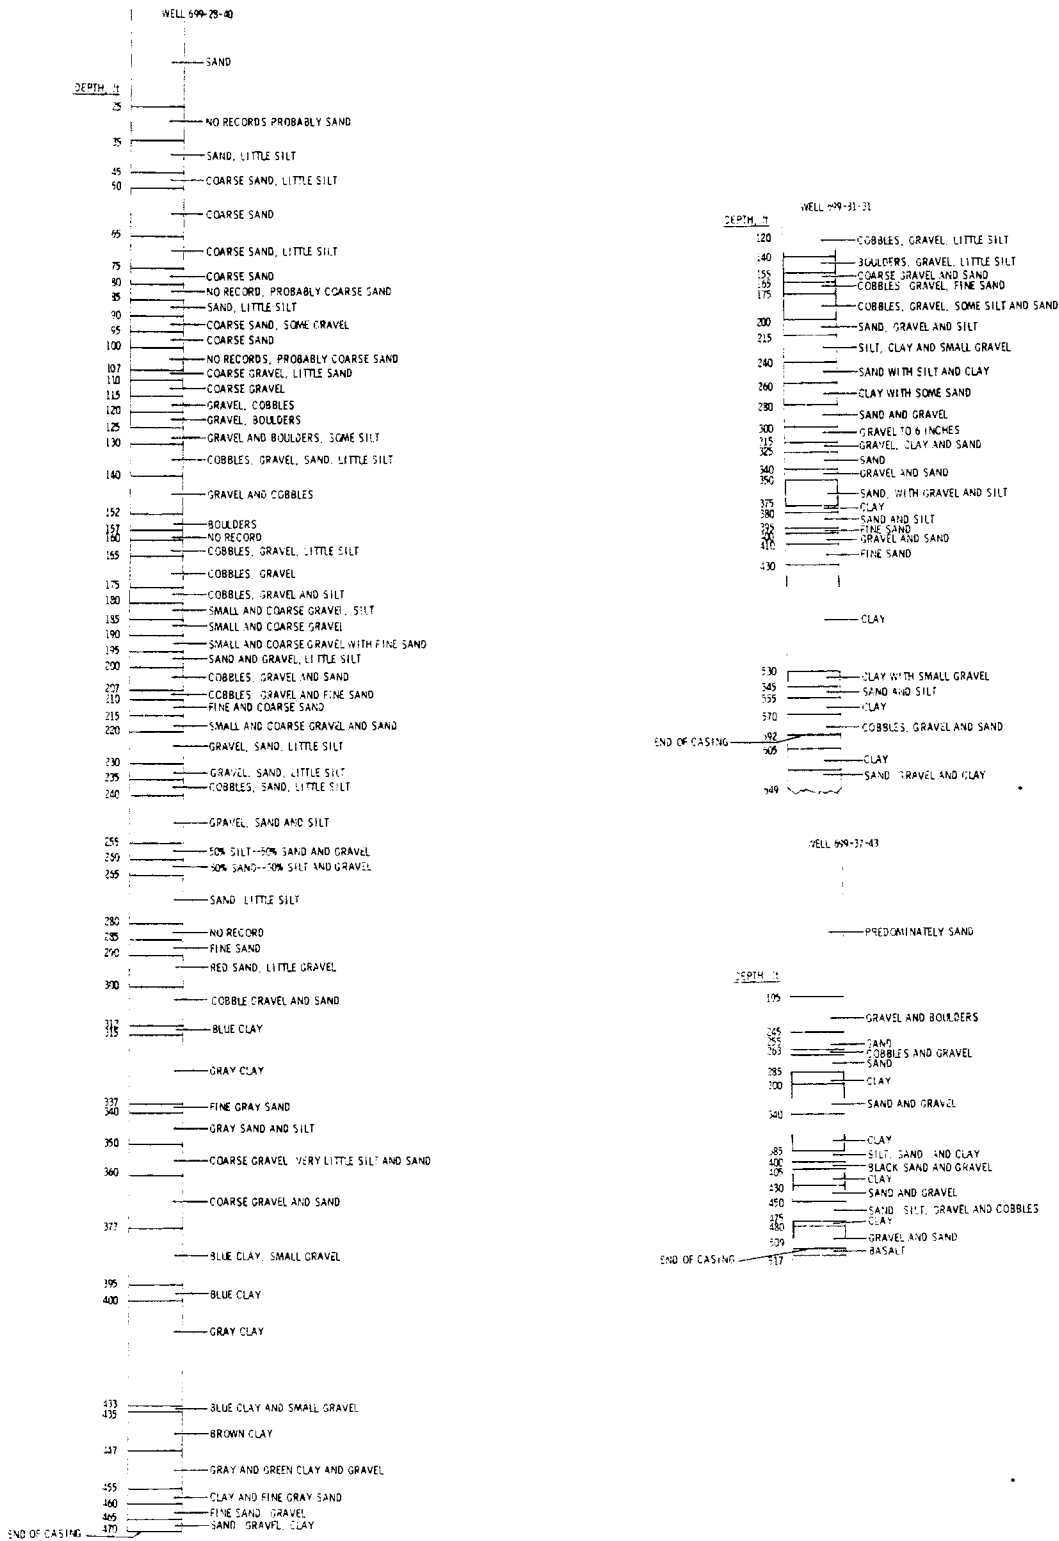 WELL 699-28-40
SAND
DEPTH, ft
25
NO RECORDS PROBABLY SAND
35
SAND, LITTLE SILT
45
COARSE SAND, LITTLE SILT
50
COARSE SAND
65
COARSE SAND, LITTLE SILT
75
COARSE SAND
80
NO RECORD, PROBABLY COARSE SAND
85
SAND, LITTLE SILT
90
COARSE SAND, SOME GRAVEL
95
COARSE SAND
100
NO RECORDS, PROBABLY COARSE SAND
107
COARSE GRAVEL, LITTLE SAND
110
COARSE GRAVEL
115
GRAVEL, COBBLES
120
GRAVEL, BOULDERS
125
GRAVEL AND BOULDERS, SOME SILT
130
COBBLES, GRAVEL, SAND, LITTLE SILT
140
GRAVEL AND COBBLES
152
BOULDERS
157
NO RECORD
160
COBBLES, GRAVEL, LITTLE SILT
165
COBBLES, GRAVEL
175
COBBLES, GRAVEL AND SILT
180
SMALL AND COARSE GRAVEL, SILT
185
SMALL AND COARSE GRAVEL
190
SMALL AND COARSE GRAVEL WITH FINE SAND
195
SAND AND GRAVEL, LITTLE SILT
200
COBBLES, GRAVEL AND SAND
207
COBBLES, GRAVEL AND FINE SAND
210
FINE AND COARSE SAND
215
SMALL AND COARSE GRAVEL AND SAND
220
GRAVEL, SAND, LITTLE SILT
230
GRAVEL, SAND, LITTLE SILT
235
COBBLES, SAND, LITTLE SILT
240
GRAVEL, SAND AND SILT
255
50% SILT--50% SAND AND GRAVEL
260
SAND-- SILT AND GRAVEL
265
SAND LITTLE SILT
280
NO RECORD
285
FINE SAND
290
RED SAND, LITTLE GRAVEL
300
COBBLE GRAVEL AND SAND
312
BLUE CLAY
315
GRAY CLAY
337
FINE GRAY SAND
340
GRAY SAND AND SILT
350
COARSE GRAVEL VERY LITTLE SILT AND SAND
360
COARSE GRAVEL AND SAND
377
BLUE CLAY, SMALL GRAVEL
395
BLUE CLAY
400
GRAY CLAY
433
BLUE CLAY AND SMALL GRAVEL
435
BROWN CLAY
447
GRAY AND GREEN CLAY AND GRAVEL
455
CLAY AND FINE GRAY SAND
460
FINE SAND GRAVEL
465
SAND GRAVEL, CLAY
470
END OF CASING
WELL 699-31-31
DEPTH, ft
120
COBBLES, GRAVEL, LITTLE SILT
140
BOULDERS, GRAVEL, LITTLE SILT
155
COARSE GRAVEL AND SAND
165
COBBLES GRAVEL, FINE SAND
175
COBBLES, GRAVEL, SOME SILT AND SAND
200
SAND, GRAVEL AND SILT
215
SILT, CLAY AND SMALL GRAVEL
240
SAND WITH SILT AND CLAY
260
CLAY WITH SOME SAND
280
SAND AND GRAVEL
300
GRAVEL TO 6 INCHES
315
GRAVEL, CLAY AND SAND
325
SAND
340
GRAVEL AND SAND
350
SAND, WITH GRAVEL AND SILT
375
CLAY
380
SAND AND SILT
395
FINE SAND
400
GRAVEL AND SAND
410
FINE SAND
430
CLAY
530
CLAY WITH SMALL GRAVEL
545
SAND AND SILT
555
CLAY
570
COBBLES, GRAVEL AND SAND
592
END OF CASING
605
CLAY
SAND GRAVEL AND CLAY
649
WELL 699-37-43
PREDOMINATELY SAND
DEPTH, ft
195
GRAVEL AND BOULDERS
245
SAND
255
COBBLES AND GRAVEL
263
SAND
285
CLAY
300
SAND AND GRAVEL
340
CLAY
385
SILT, SAND AND CLAY
400
BLACK SAND AND GRAVEL
405
CLAY
430
SAND AND GRAVEL
450
SAND SILT, GRAVEL AND COBBLES
475
CLAY
480
GRAVEL AND SAND
509
BASALT
END OF CASING
517